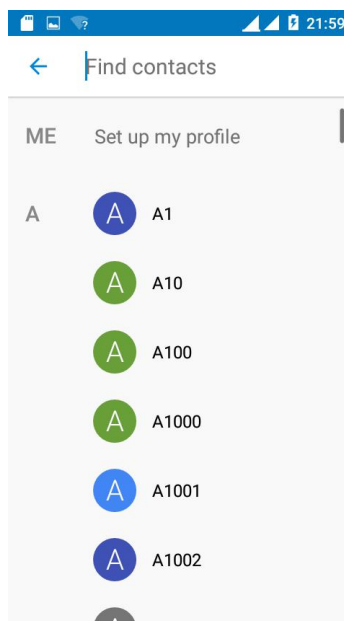 21:59
Find contacts
ME Set up my profile
A A A1
A A10
A A100
A A1000
A A1001
A A1002